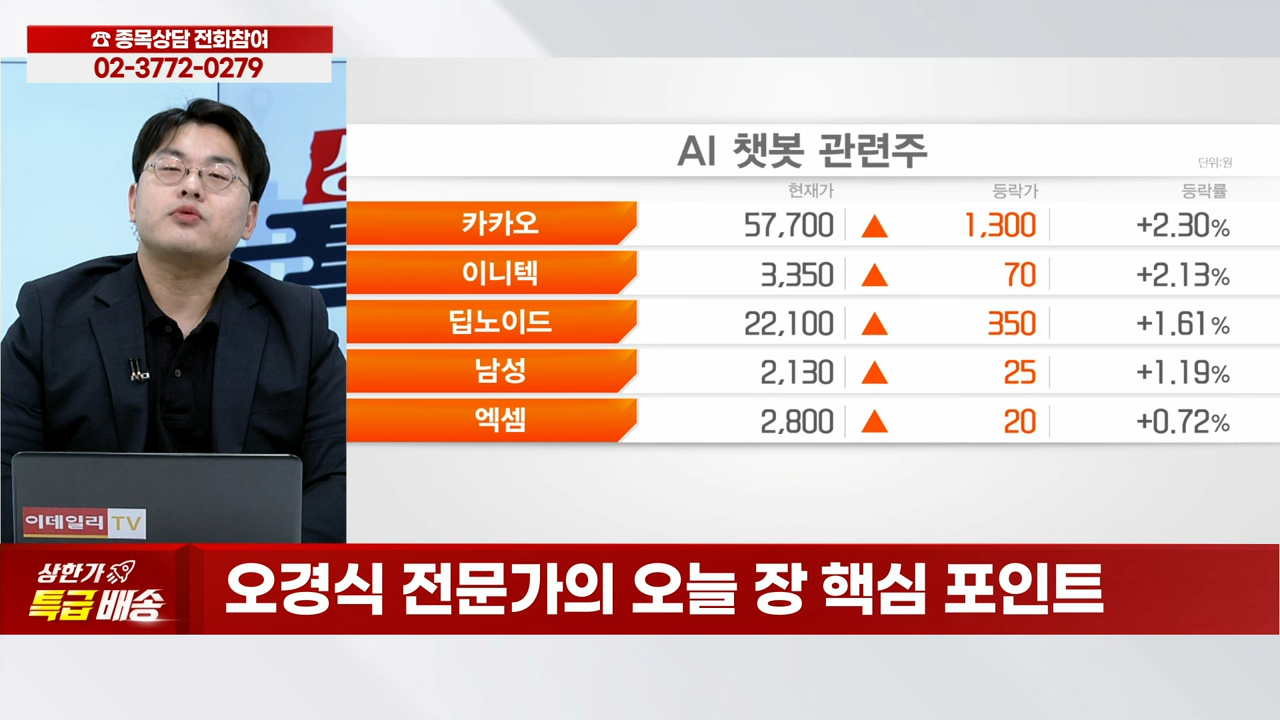 ☎ 종목상담 전화참여
02-3772-0279
AI 챗봇 관련주
단위:원
현재가 등락가 등락률
카카오 57,700 ▲ 1,300 +2.30%
이니텍 3,350 ▲ 70 +2.13%
딥노이드 22,100 ▲ 350 +1.61%
남성 2,130 ▲ 25 +1.19%
엑셈 2,800 ▲ 20 +0.72%
이데일리 TV
상한가
특급 배송
오경식 전문가의 오늘 장 핵심 포인트